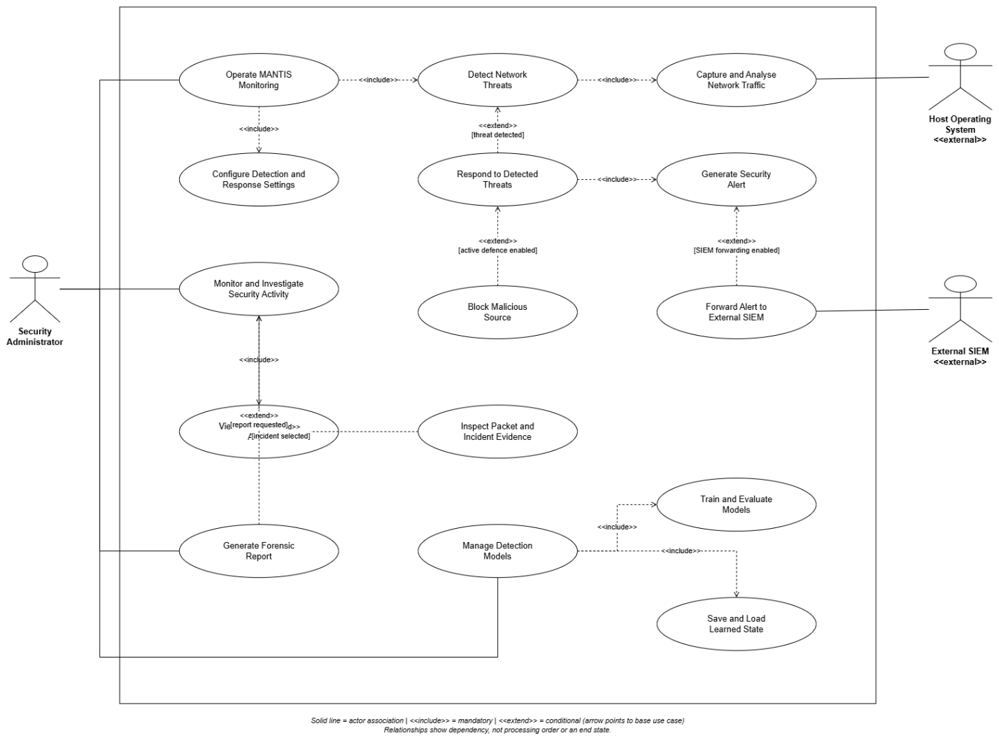 Operate MANTIS
Monitoring
<<include>>
Detect Network
Threats
<<include>>
Capture and Analyse
Network Traffic
Host Operating
System
<<external>>
<<include>>
<<extend>>
[threat detected]
Configure Detection and
Response Settings
Respond to Detected
Threats
<<include>>
Generate Security
Alert
<<extend>>
[active defence enabled]
<<extend>>
[SIEM forwarding enabled]
Security
Administrator
Monitor and Investigate
Security Activity
Block Malicious
Source
Forward Alert to
External SIEM
External SIEM
<<external>>
<<include>>
<<extend>>
[report requested]
[incident selected]
Inspect Packet and
Incident Evidence
Train and Evaluate
Models
<<include>>
Generate Forensic
Report
Manage Detection
Models
<<include>>
Save and Load
Learned State
Solid line = actor association | <<include>> = mandatory | <<extend>> = conditional (arrow points to base use case)
Relationships show dependency, not processing order or an end state.